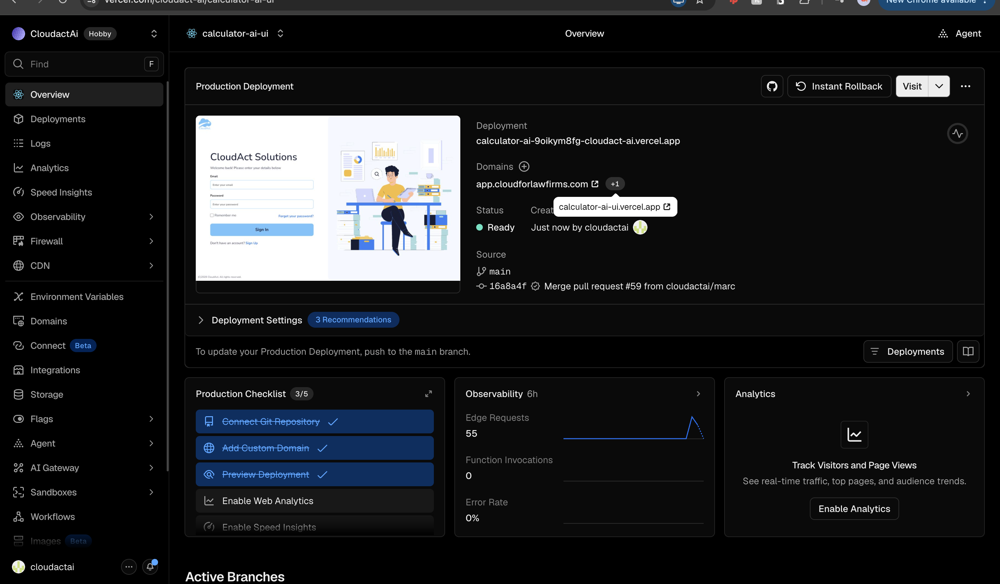 vercel.com/cloudact-ai/calculator-ai-ui
New Chrome available
CloudactAi Hobby
calculator-ai-ui
Overview
Agent
Find F
Overview
Deployments
Logs
Analytics
Speed Insights
Observability
Firewall
CDN
Environment Variables
Domains
Connect Beta
Integrations
Storage
Flags
Agent
AI Gateway
Sandboxes
Workflows
Images Beta
cloudactai
Production Deployment
Instant Rollback
Visit
CloudAct
CloudAct Solutions
Welcome back! Please enter your details below
Email
Enter your email
Password
Enter your password
Remember me
Forget your password?
Sign In
Don't have an account? Sign Up
(C)2026 CloudAct. All rights reserved.
Deployment
calculator-ai-9oikym8fg-cloudact-ai.vercel.app
Domains
app.cloudforlawfirms.com +1
calculator-ai-ui.vercel.app
Status Creat
Ready Just now by cloudactai
Source
main
16a8a4f Merge pull request #59 from cloudactai/marc
Deployment Settings 3 Recommendations
To update your Production Deployment, push to the main branch.
Deployments
Production Checklist 3/5
Connect Git Repository
Add Custom Domain
Preview Deployment
Enable Web Analytics
Enable Speed Insights
Observability 6h
Edge Requests
55
Function Invocations
0
Error Rate
0%
Analytics
Track Visitors and Page Views
See real-time traffic, top pages, and audience trends.
Enable Analytics
Active Branches